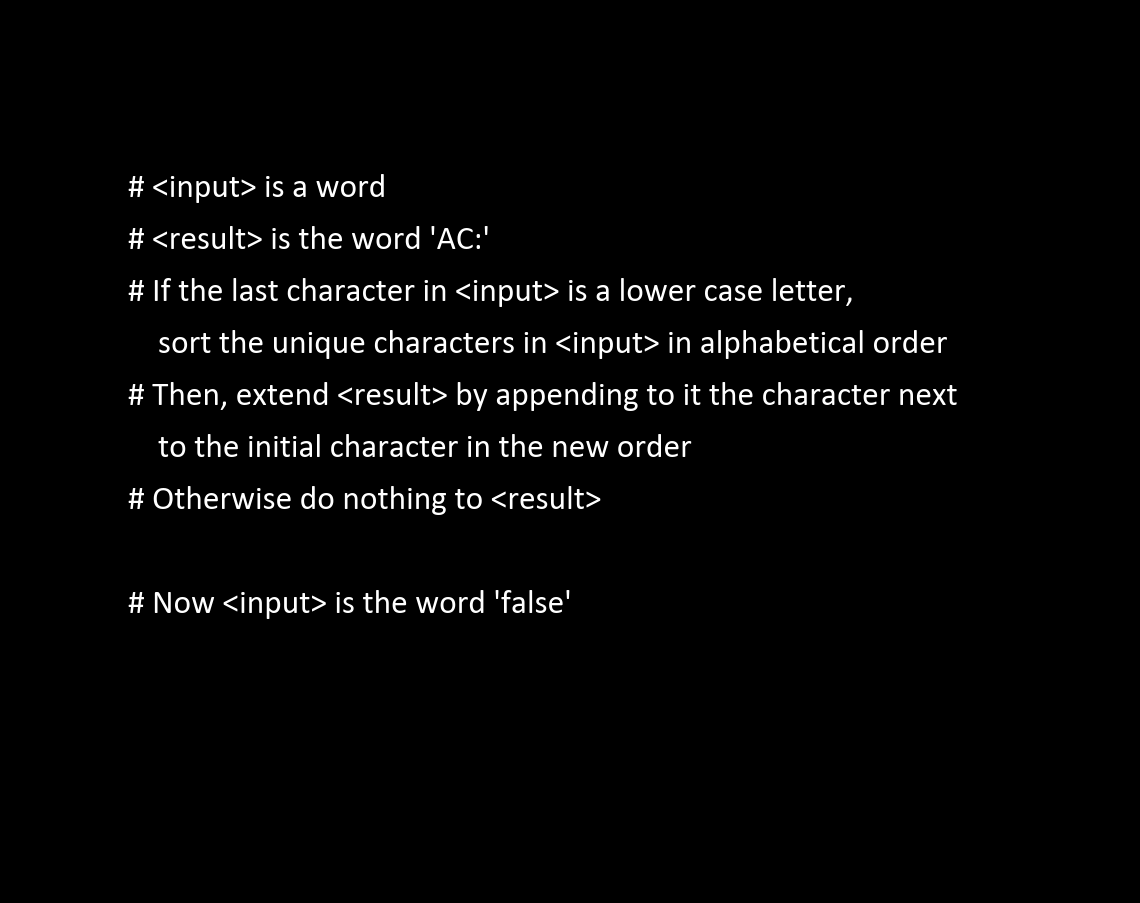 # <input> is a word
# <result> is the word 'AC:'
# If the last character in <input> is a lower case letter,
sort the unique characters in <input> in alphabetical order
# Then, extend <result> by appending to it the character next
to the initial character in the new order
# Otherwise do nothing to <result>
# Now <input> is the word 'false'